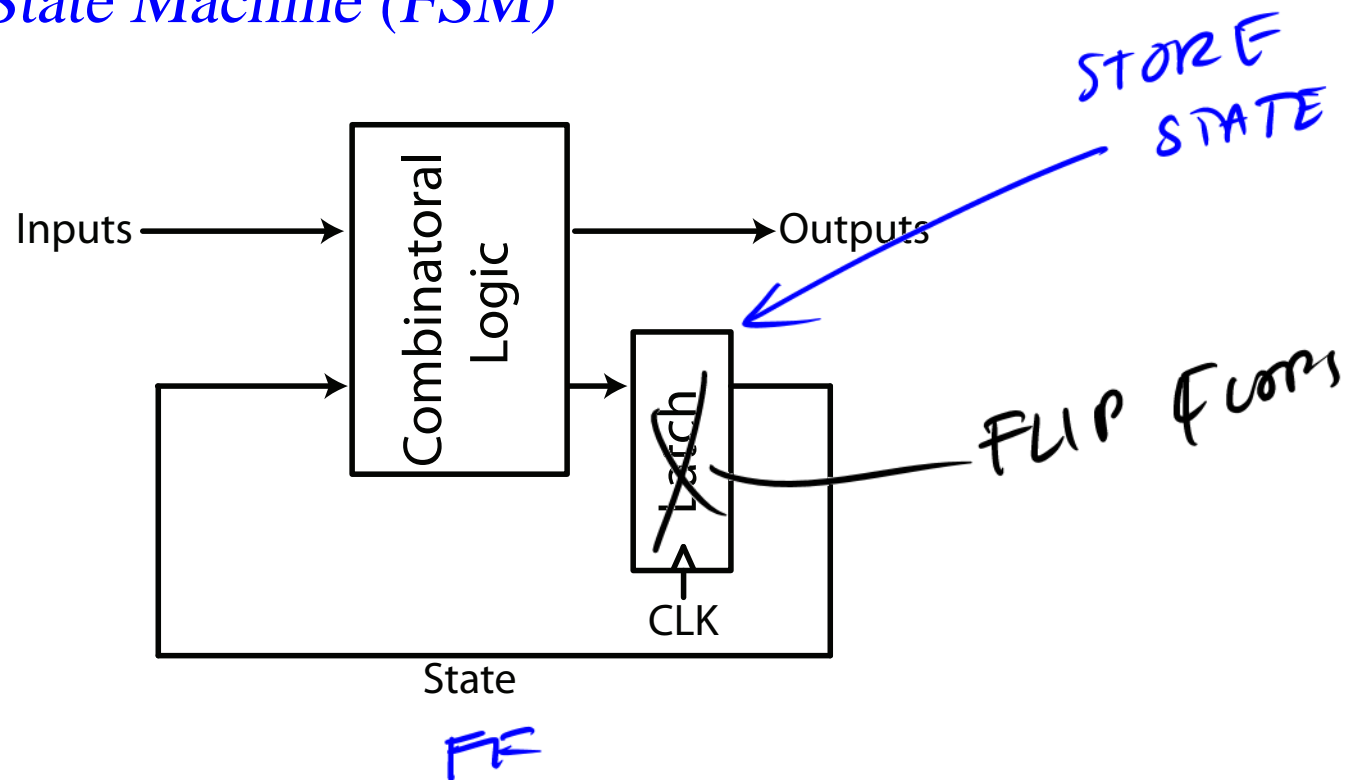 State Machine (FSM)
STORE
STATE
Combinatoral
Logic
Inputs
Outputs
Latch
FLIP FLOPS
CLK
State
FF